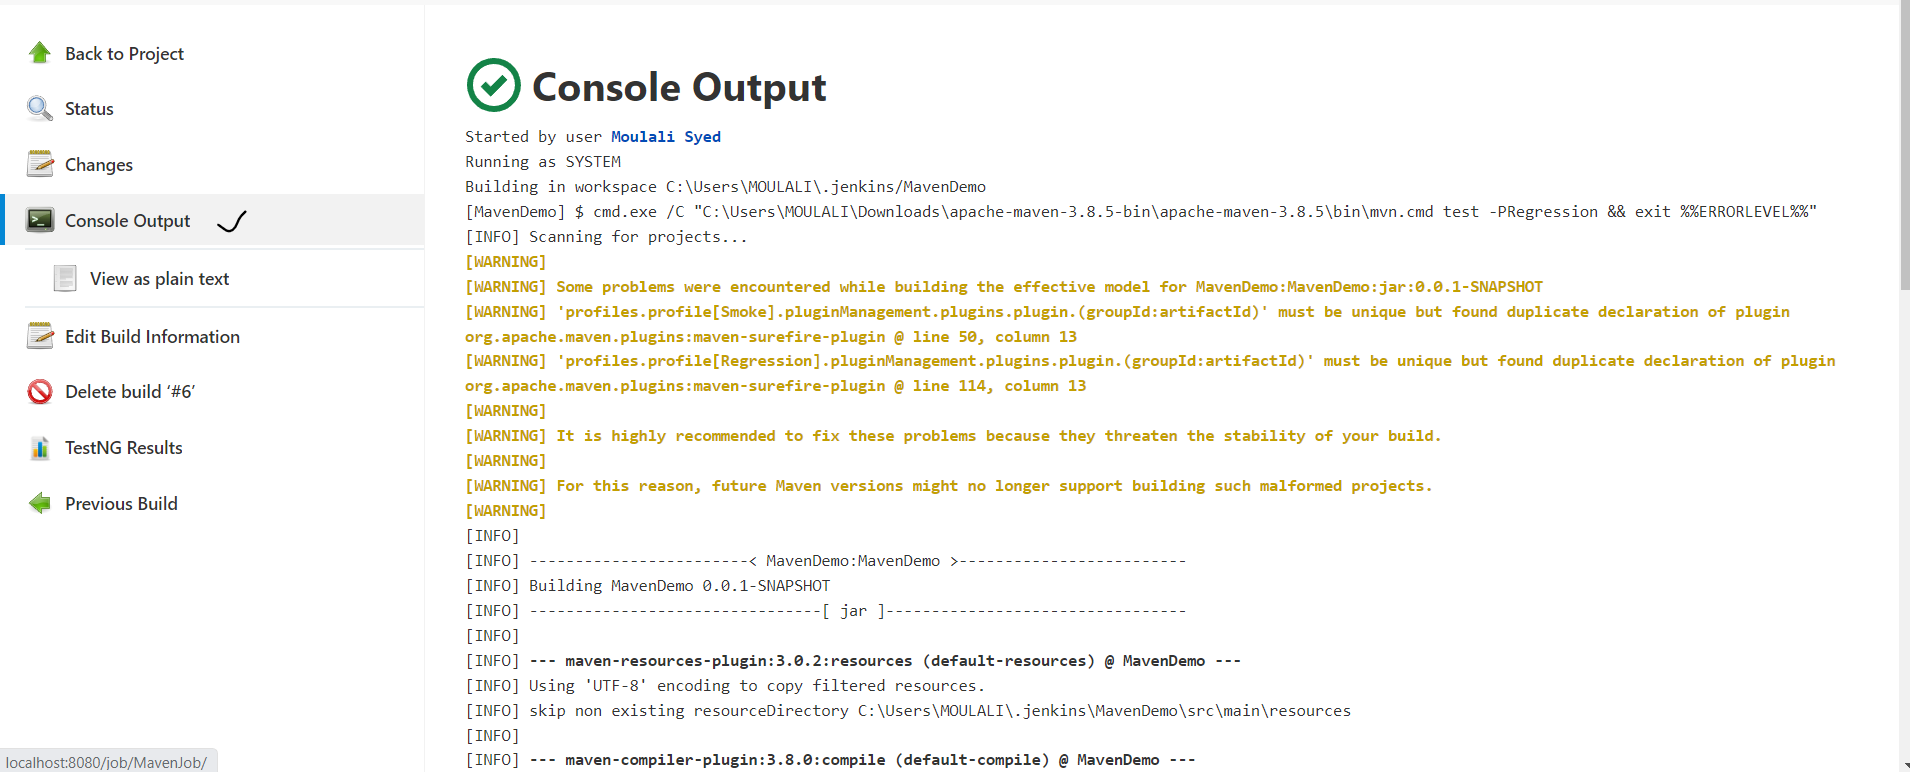 Back to Project
Status
Changes
Console Output
View as plain text
Edit Build Information
Delete build ‘#6’
TestNG Results
Previous Build
Console Output
Started by user Moulali Syed
Running as SYSTEM
Building in workspace C:\Users\MOULALI\.jenkins/MavenDemo
[MavenDemo] $ cmd.exe /C "C:\Users\MOULALI\Downloads\apache-maven-3.8.5-bin\apache-maven-3.8.5\bin\mvn.cmd test -PRegression && exit %%ERRORLEVEL%%"
[INFO] Scanning for projects...
[WARNING]
[WARNING] Some problems were encountered while building the effective model for MavenDemo:MavenDemo:jar:0.0.1-SNAPSHOT
[WARNING] 'profiles.profile[Smoke].pluginManagement.plugins.plugin.(groupId:artifactId)' must be unique but found duplicate declaration of plugin
org.apache.maven.plugins:maven-surefire-plugin @ line 50, column 13
[WARNING] 'profiles.profile[Regression].pluginManagement.plugins.plugin.(groupId:artifactId)' must be unique but found duplicate declaration of plugin
org.apache.maven.plugins:maven-surefire-plugin @ line 114, column 13
[WARNING]
[WARNING] It is highly recommended to fix these problems because they threaten the stability of your build.
[WARNING]
[WARNING] For this reason, future Maven versions might no longer support building such malformed projects.
[WARNING]
[INFO]
[INFO] ------------------------< MavenDemo:MavenDemo >-------------------------
[INFO] Building MavenDemo 0.0.1-SNAPSHOT
[INFO] --------------------------------[ jar ]---------------------------------
[INFO]
[INFO] --- maven-resources-plugin:3.0.2:resources (default-resources) @ MavenDemo ---
[INFO] Using 'UTF-8' encoding to copy filtered resources.
[INFO] skip non existing resourceDirectory C:\Users\MOULALI\.jenkins\MavenDemo\src\main\resources
[INFO]
[INFO] --- maven-compiler-plugin:3.8.0:compile (default-compile) @ MavenDemo ---
localhost:8080/job/MavenJob/